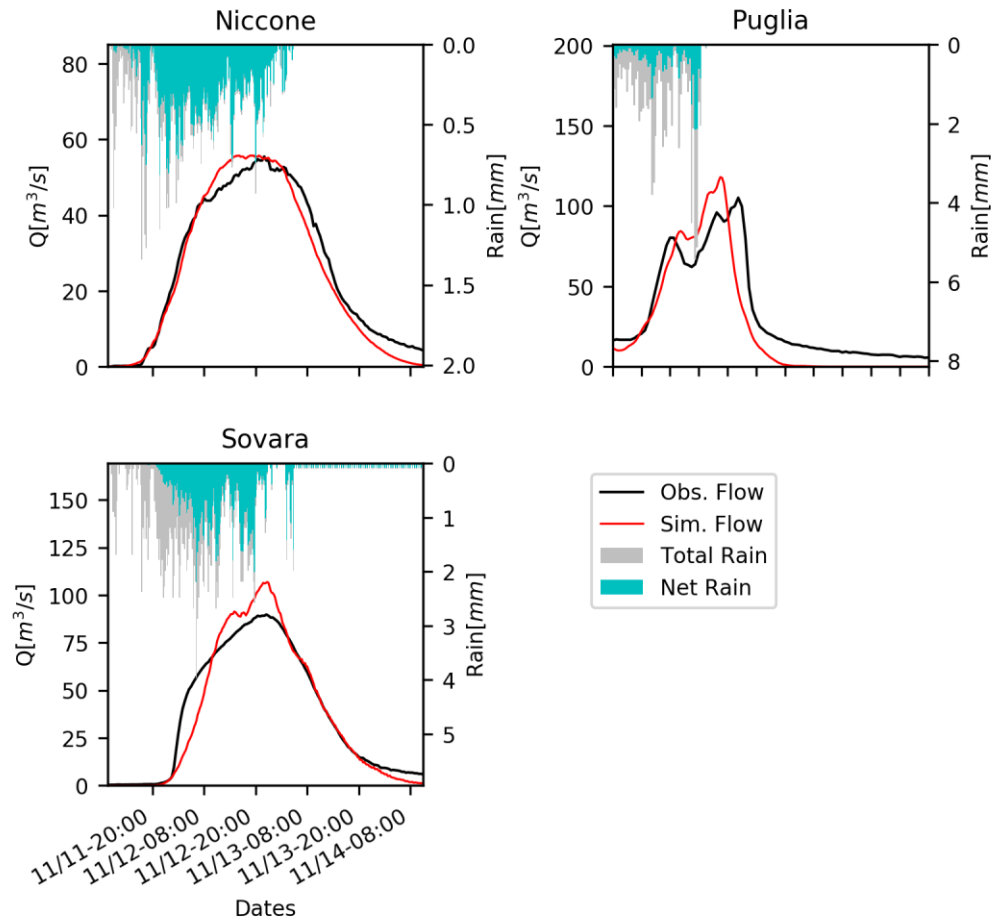 Niccone
80
60
40
20
0
Q[m³/s]
0.0
0.5
1.0
1.5
2.0
Rain[mm]
Puglia
200
150
100
50
0
Q[m³/s]
0
2
4
6
8
Rain[mm]
Sovara
150
125
100
75
50
25
0
Q[m³/s]
0
1
2
3
4
5
Rain[mm]
11/11-20:00
11/12-08:00
11/12-20:00
11/13-08:00
11/13-20:00
11/14-08:00
Dates
Obs. Flow
Sim. Flow
Total Rain
Net Rain